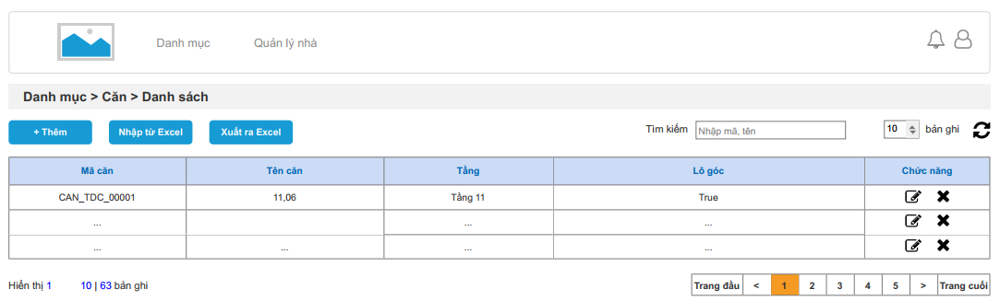 Danh mục Quản lý nhà
Danh mục > Căn > Danh sách
+ Thêm Nhập từ Excel Xuất ra Excel Tìm kiếm Nhập mã, tên 10 bản ghi
Mã căn Tên căn Tầng Lô góc Chức năng
CAN_TDC_00001 11,06 Tầng 11 True
... ... ...
... ... ... ...
Hiển thị 1 10 | 63 bản ghi Trang đầu < 1 2 3 4 5 > Trang cuối